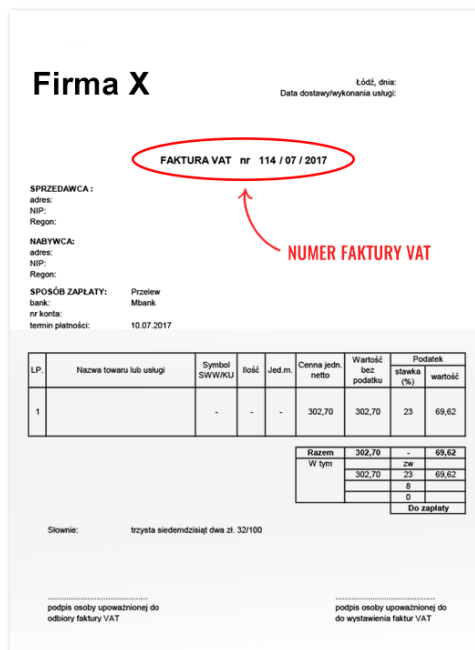 Firma X
Łódź, dnia:
Data dostawy/wykonania usługi:
FAKTURA VAT nr 114 / 07 / 2017
SPRZEDAWCA :
adres:
NIP:
Regon:
NUMER FAKTURY VAT
NABYWCA:
adres:
NIP:
Regon:
SPOSÓB ZAPŁATY: Przelew
bank: Mbank
nr konta:
termin płatności: 10.07.2017
LP. Nazwa towaru lub usługi Symbol SWW/KU Ilość Jed.m. Cenna jedn. netto Wartość bez podatku Podatek stawka (%) wartość
1 - - - 302,70 302,70 23 69,62
Razem 302,70 - 69,62
W tym zw
302,70 23 69,62
8
0
Do zapłaty
Słownie: trzysta siedemdzisiąt dwa zł. 32/100
podpis osoby upoważnionej do odbiory faktury VAT
podpis osoby upoważnionej do do wystawienia faktur VAT